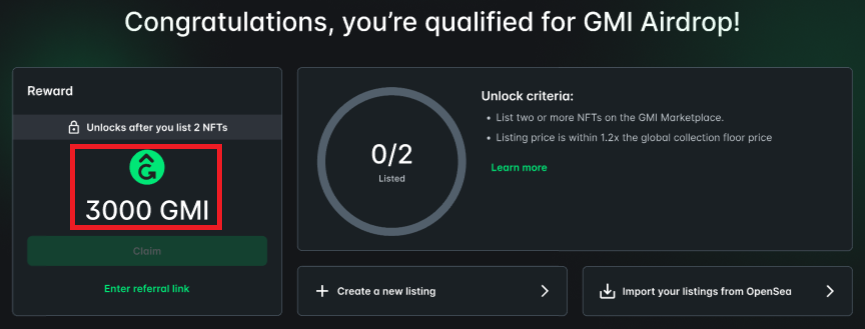 Congratulations, you're qualified for GMI Airdrop!
Reward
Unlocks after you list 2 NFTs
3000 GMI
Claim
Enter referral link
0/2
Listed
Unlock criteria:
• List two or more NFTs on the GMI Marketplace.
• Listing price is within 1.2x the global collection floor price
Learn more
Create a new listing
Import your listings from OpenSea